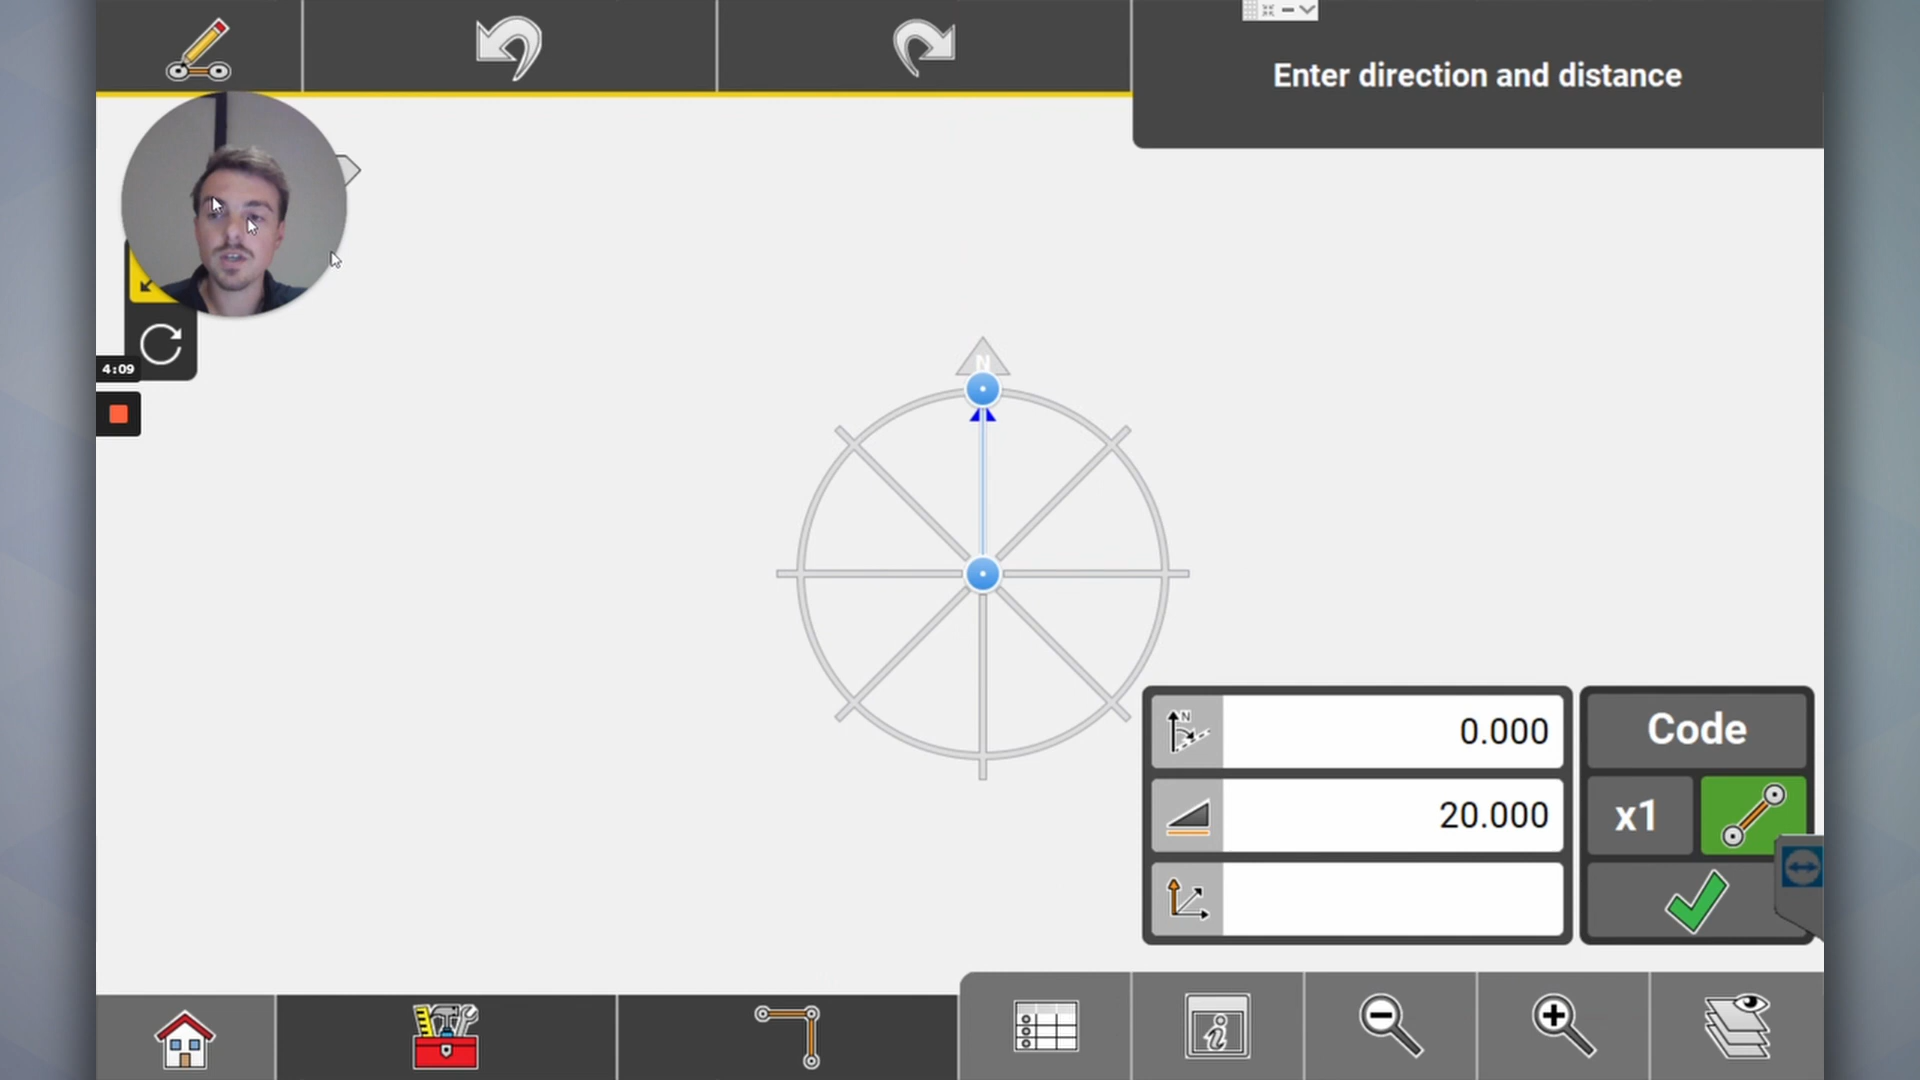 Enter direction and distance
4:09
N
N
0.000
Code
20.000
x1